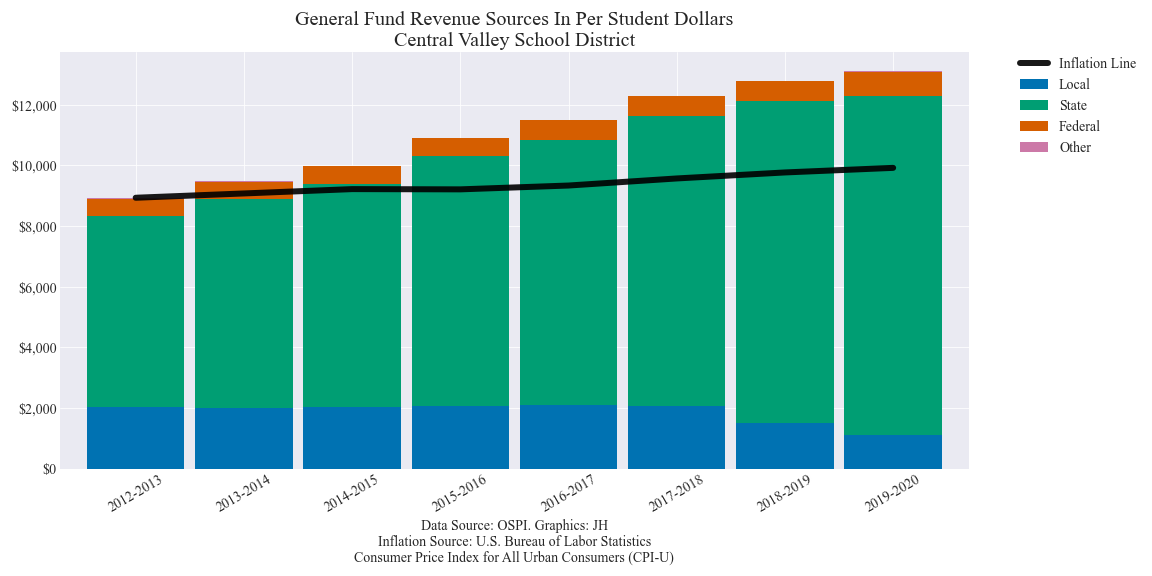 General Fund Revenue Sources In Per Student Dollars
Central Valley School District
Inflation Line
Local
State
Federal
Other
$12,000
$10,000
$8,000
$6,000
$4,000
$2,000
$0
2012-2013
2013-2014
2014-2015
2015-2016
2016-2017
2017-2018
2018-2019
2019-2020
Data Source: OSPI. Graphics: JH
Inflation Source: U.S. Bureau of Labor Statistics
Consumer Price Index for All Urban Consumers (CPI-U)